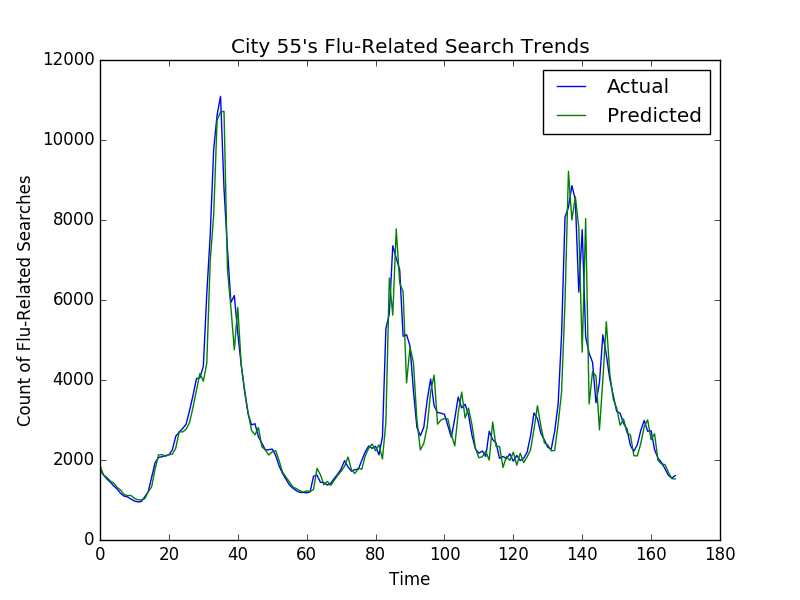 City 55's Flu-Related Search Trends
12000
10000
8000
6000
4000
2000
0
Count of Flu-Related Searches
Actual
Predicted
0 20 40 60 80 100 120 140 160 180
Time